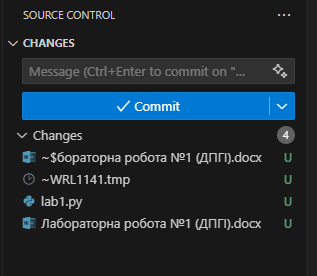 SOURCE CONTROL
CHANGES
Message (Ctrl+Enter to commit on "...
Commit
Changes 4
~$бораторна робота №1 (ДПГІ).docx U
~WRL1141.tmp U
lab1.py U
Лабораторна робота №1 (ДПГІ).docx U